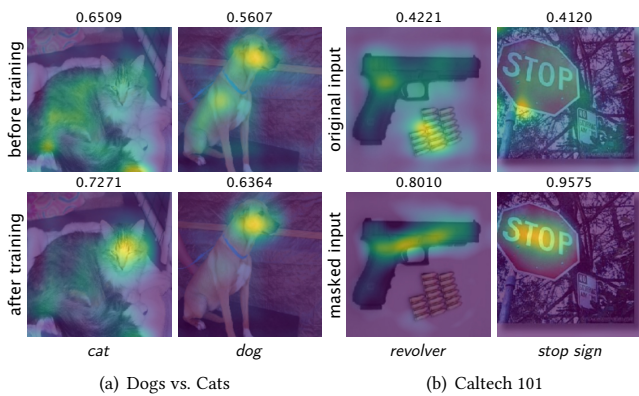 0.6509 0.5607 0.4221 0.4120
before training
original input
STOP
0.7271 0.6364 0.8010 0.9575
after training
masked input
STOP
cat dog revolver stop sign
(a) Dogs vs. Cats (b) Caltech 101